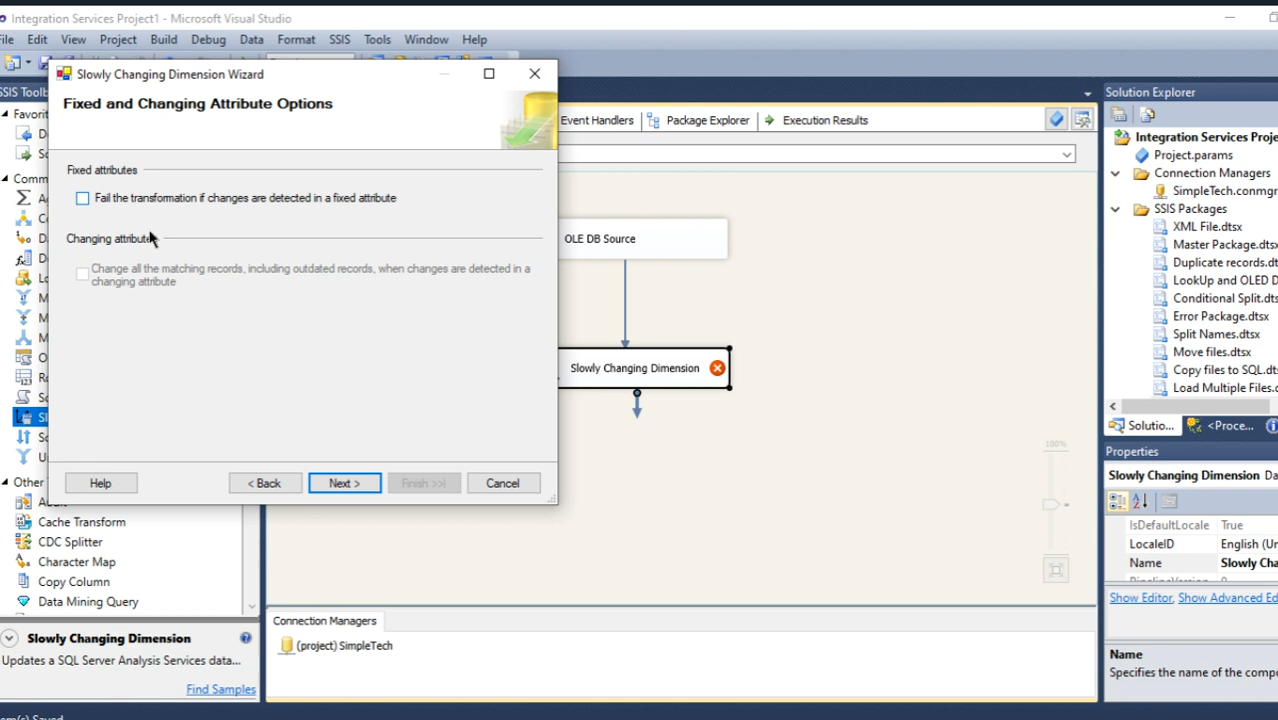 Integration Services Project1 - Microsoft Visual Studio
File Edit View Project Build Debug Data Format SSIS Tools Window Help
Slowly Changing Dimension Wizard
Fixed and Changing Attribute Options
Fixed attributes
Fail the transformation if changes are detected in a fixed attribute
Changing attribute
Change all the matching records, including outdated records, when changes are detected in a
changing attribute
Help
< Back
Next >
Finish >>|
Cancel
SSIS Toolb
Favorit
Comm
Other
Cache Transform
CDC Splitter
Character Map
Copy Column
Data Mining Query
Slowly Changing Dimension
Updates a SQL Server Analysis Services data...
Find Samples
Event Handlers
Package Explorer
Execution Results
OLE DB Source
Slowly Changing Dimension
100%
Connection Managers
(project) SimpleTech
Solution Explorer
Integration Services Proje
Project.params
Connection Managers
SimpleTech.conmgr
SSIS Packages
XML File.dtsx
Master Package.dtsx
Duplicate records.dt
LookUp and OLED D
Conditional Split.dts
Error Package.dtsx
Split Names.dtsx
Move files.dtsx
Copy files to SQL.dts
Load Multiple Files.d
Solutio...
<Proce...
Properties
Slowly Changing Dimension Da
IsDefaultLocale True
LocaleID English (Un
Name Slowly Cha
Show Editor, Show Advanced Ed
Name
Specifies the name of the compo